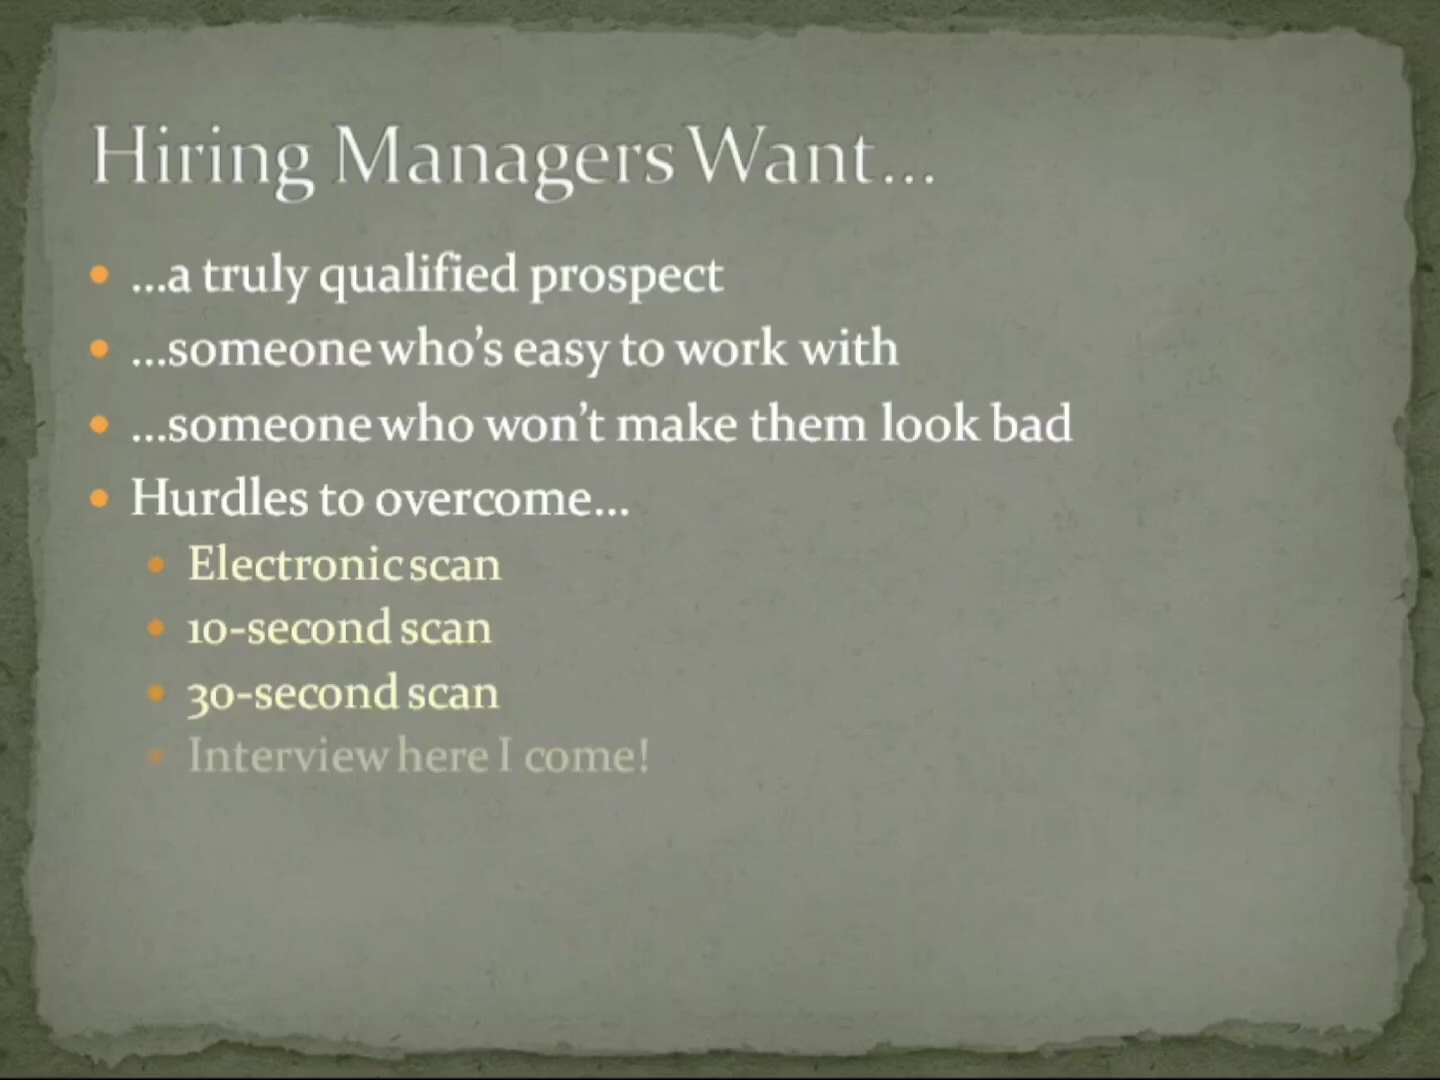 Hiring Managers Want...
...a truly qualified prospect
...someone who's easy to work with
...someone who won't make them look bad
Hurdles to overcome...
Electronic scan
10-second scan
30-second scan
Interview here I come!